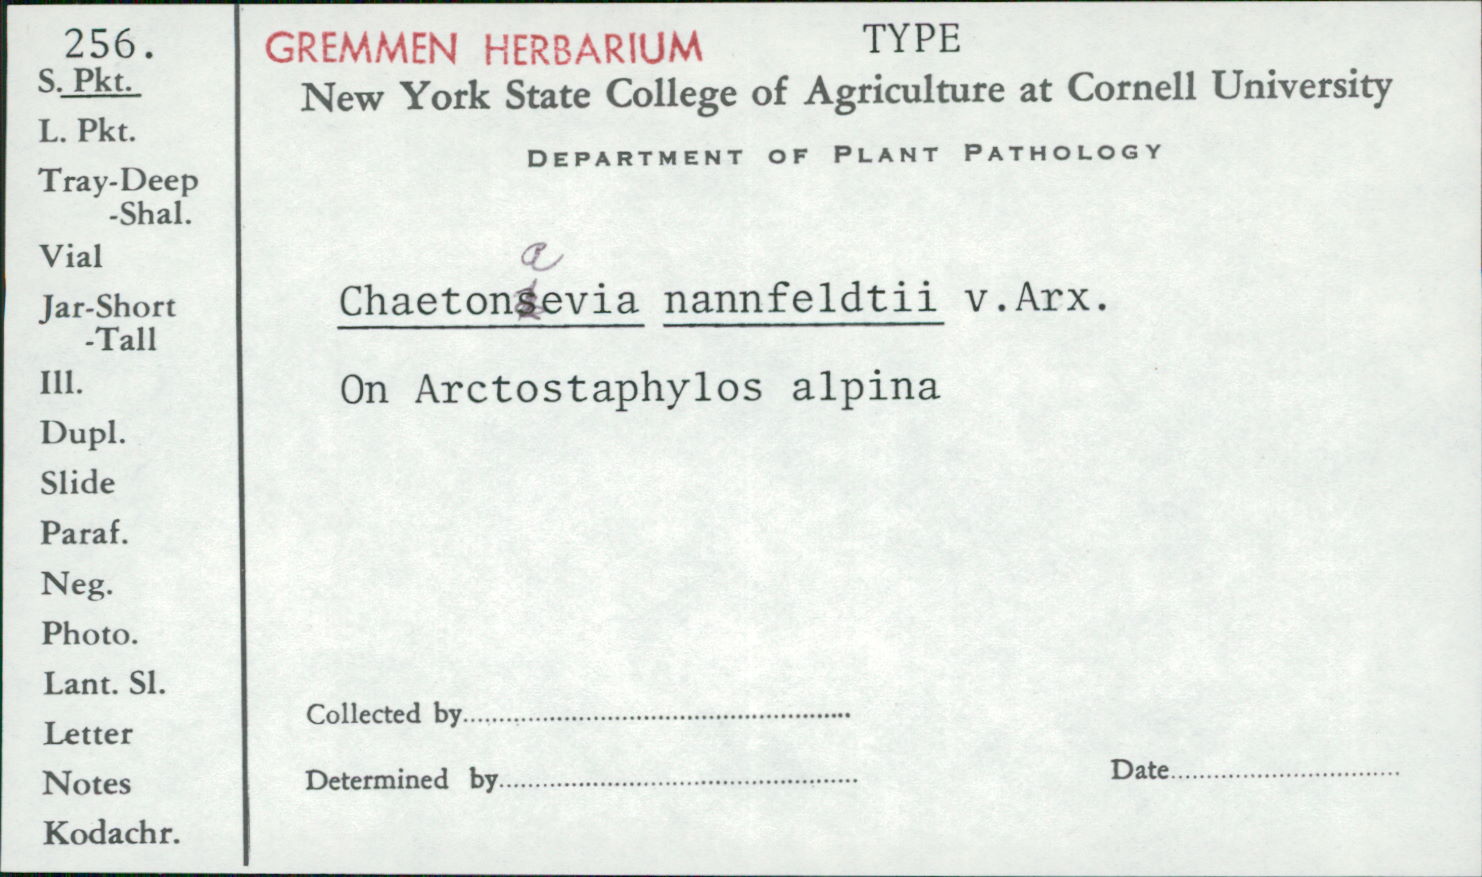 256.
S. Pkt.
L. Pkt.
Tray-Deep
-Shal.
Vial
Jar-Short
-Tall
Ill.
Dupl.
Slide
Paraf.
Neg.
Photo.
Lant. Sl.
Letter
Notes
Kodachr.
GREMMEN HERBARIUM TYPE
New York State College of Agriculture at Cornell University
DEPARTMENT OF PLANT PATHOLOGY
a
Chaetonsevia nannfeldtii v.Arx.
On Arctostaphylos alpina
Collected by
Determined by
Date